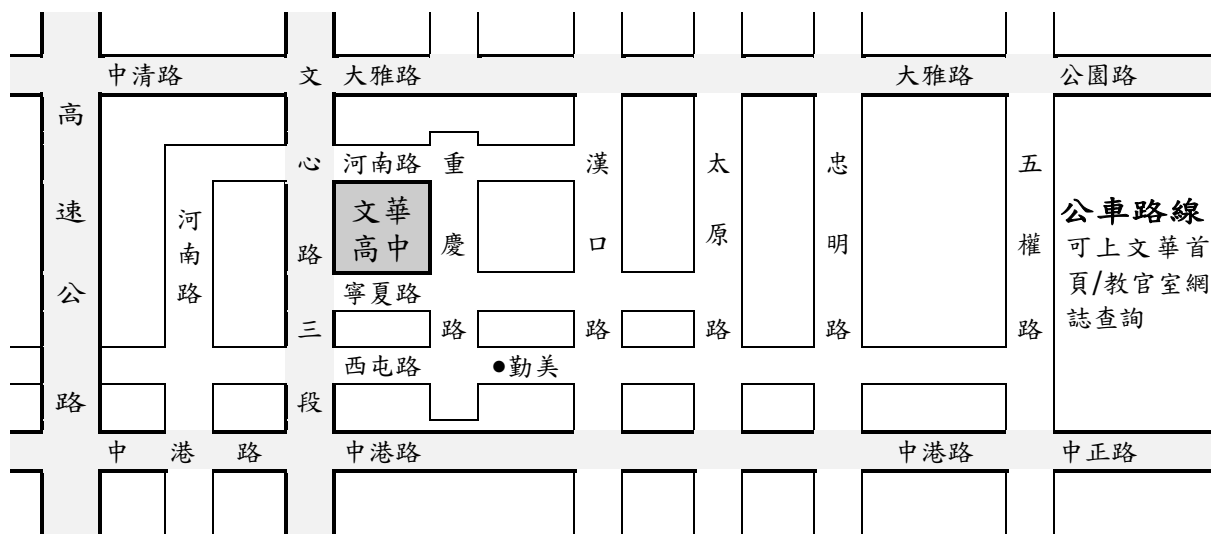 中清路
大雅路
大雅路
公園路
高速公路
文心路三段
河南路
重慶路
漢口路
太原路
忠明路
五權路
河南路
文華
高中
公車路線
可上文華首
頁/教官室網
誌查詢
寧夏路
西屯路
●勤美
中港路
中港路
中港路
中正路